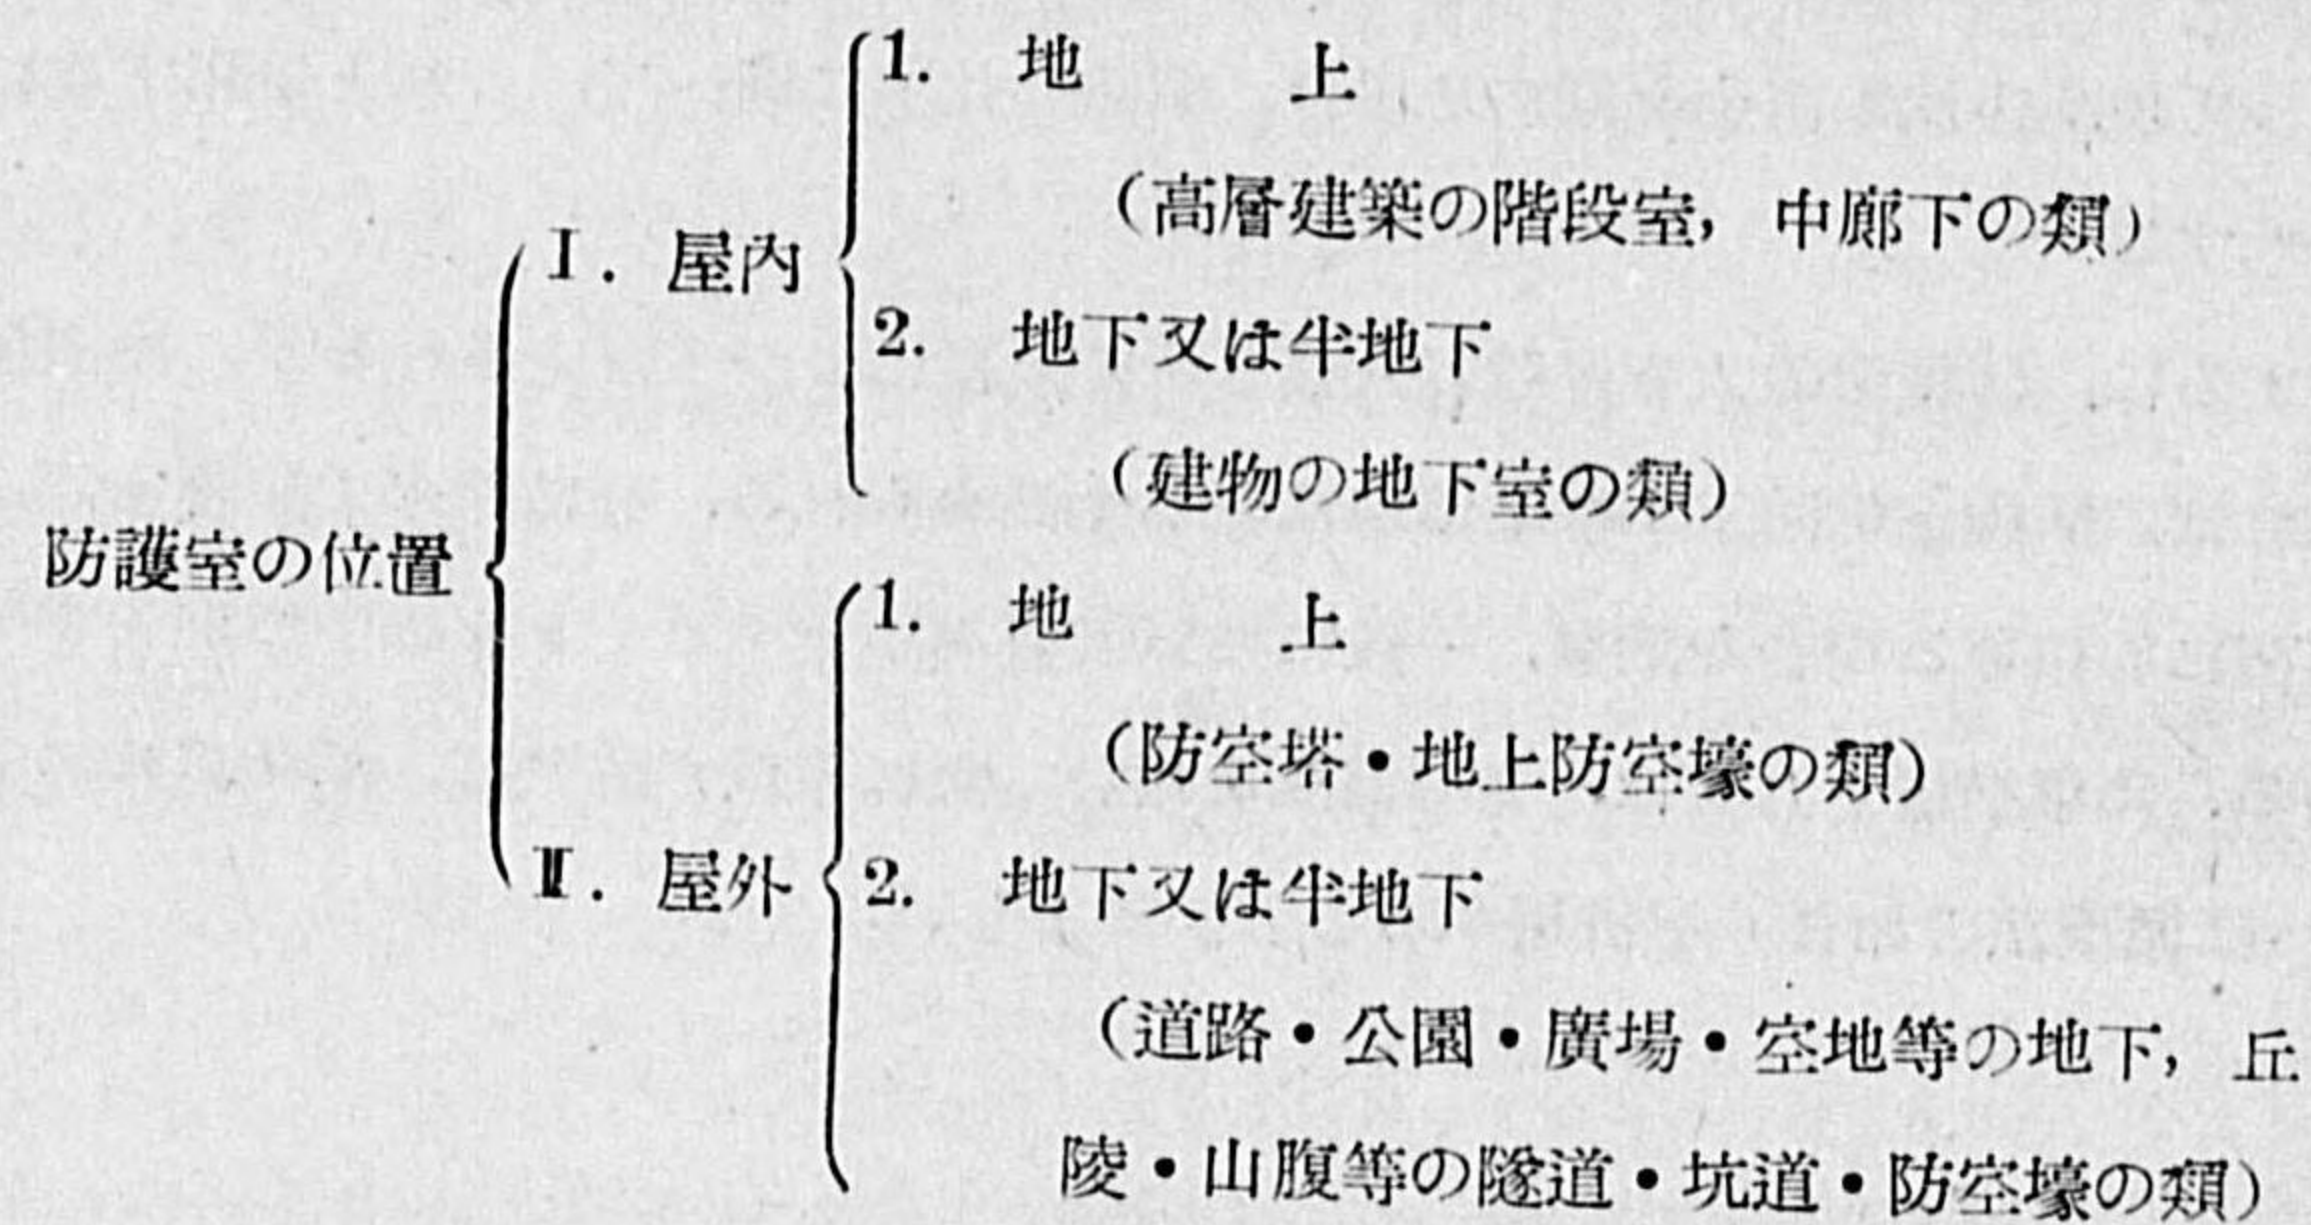 防護室の位置
Ⅰ. 屋內
1. 地 上
(高層建築の階段室, 中廊下の類)
2. 地下又は半地下
(建物の地下室の類)
Ⅱ. 屋外
1. 地 上
(防空塔・地上防空壕の類)
2. 地下又は半地下
(道路・公園・廣場・空地等の地下, 丘
陵・山腹等の隧道・坑道・防空壕の類)